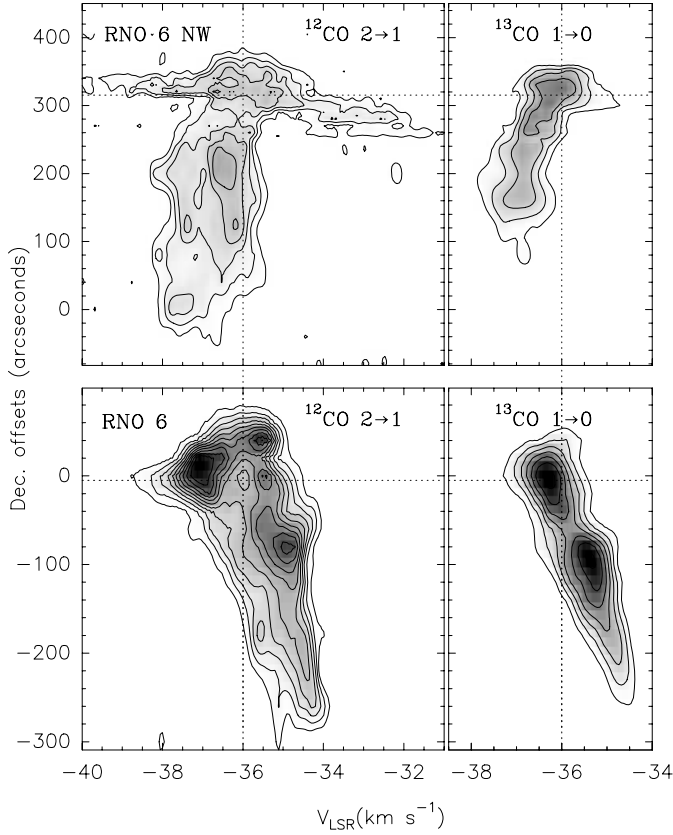 RNO·6 NW
¹²CO 2→1
¹³CO 1→0
400
300
200
100
0
Dec. offsets (arcseconds)
RNO 6
¹²CO 2→1
¹³CO 1→0
0
−100
−200
−300
−40 −38 −36 −34 −32 −38 −36 −34
V_LSR(km s⁻¹)